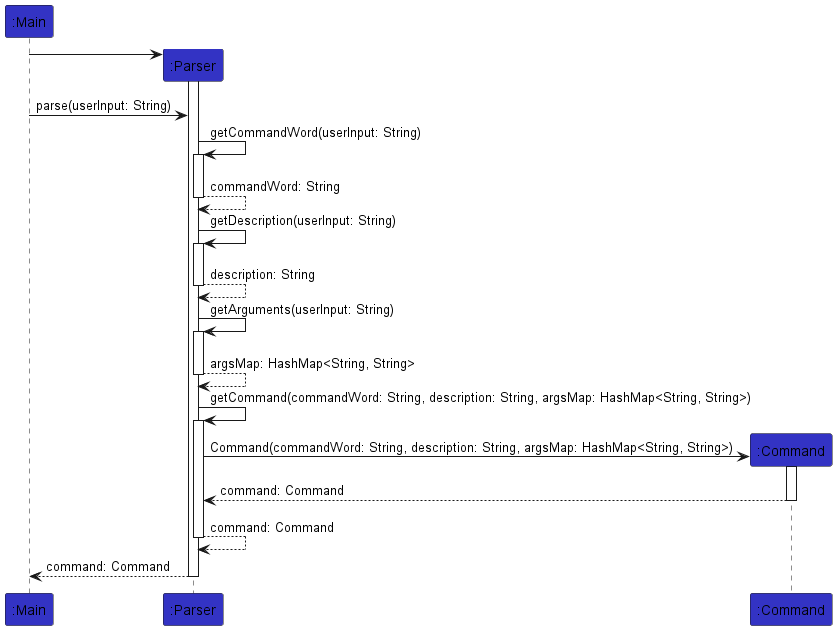 :Main
:Parser
parse(userInput: String)
getCommandWord(userInput: String)
commandWord: String
getDescription(userInput: String)
description: String
getArguments(userInput: String)
argsMap: HashMap<String, String>
getCommand(commandWord: String, description: String, argsMap: HashMap<String, String>)
Command(commandWord: String, description: String, argsMap: HashMap<String, String>)
:Command
command: Command
command: Command
command: Command
:Main
:Parser
:Command